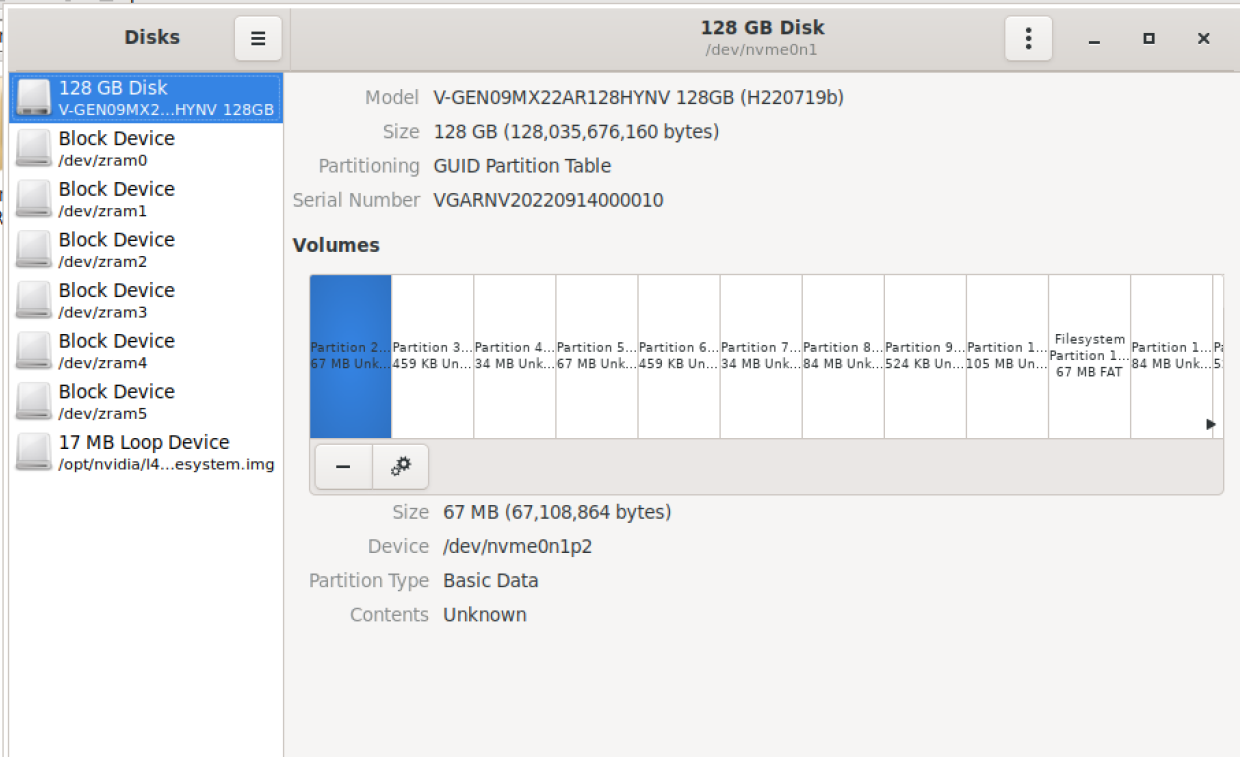 Disks
128 GB Disk
/dev/nvme0n1
128 GB Disk
V-GEN09MX2...HYNV 128GB
Block Device
/dev/zram0
Block Device
/dev/zram1
Block Device
/dev/zram2
Block Device
/dev/zram3
Block Device
/dev/zram4
Block Device
/dev/zram5
17 MB Loop Device
/opt/nvidia/l4...esystem.img
Model V-GEN09MX22AR128HYNV 128GB (H220719b)
Size 128 GB (128,035,676,160 bytes)
Partitioning GUID Partition Table
Serial Number VGARNV20220914000010
Volumes
Partition 2...
67 MB Unk...
Partition 3...
459 KB Un...
Partition 4...
34 MB Unk...
Partition 5...
67 MB Unk...
Partition 6...
459 KB Un...
Partition 7...
34 MB Unk...
Partition 8...
84 MB Unk...
Partition 9...
524 KB Un...
Partition 1...
105 MB Un...
Filesystem
Partition 1...
67 MB FAT
Partition 1...
84 MB Unk...
Size 67 MB (67,108,864 bytes)
Device /dev/nvme0n1p2
Partition Type Basic Data
Contents Unknown